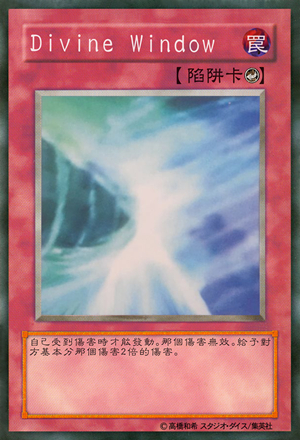 Divine Window
罠
【陷阱卡】
自己受到傷害時才能發動。那個傷害無效。給予對
方基本分那個傷害2倍的傷害。
©高橋和希 スタジオ・ダイス/集英社